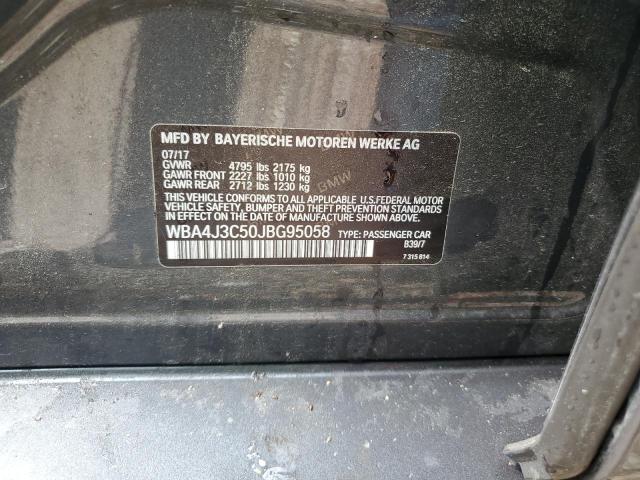 MFD BY BAYERISCHE MOTOREN WERKE AG
07/17
GVWR 4795 lbs 2175 kg
GAWR FRONT 2227 lbs 1010 kg
GAWR REAR 2712 lbs 1230 kg
BMW
THIS VEHICLE CONFORMS TO ALL APPLICABLE U.S.FEDERAL MOTOR
VEHICLE SAFETY, BUMPER AND THEFT PREVENTION STANDARDS
IN EFFECT ON THE DATE OF MANUFACTURE SHOWN ABOVE.
WBA4J3C50JBG95058 TYPE: PASSENGER CAR
B39/7
7 315 814